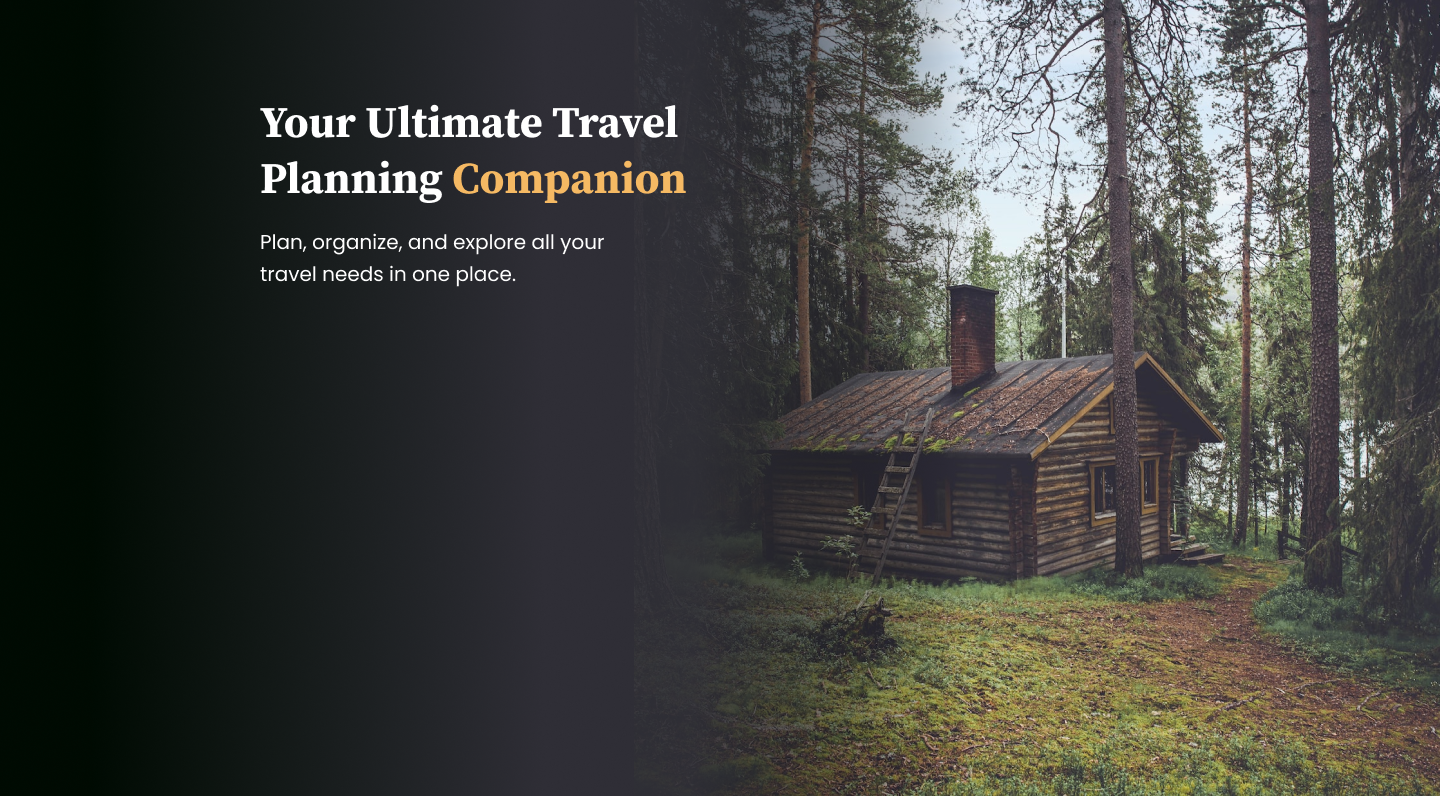 Your Ultimate Travel
Planning Companion
Plan, organize, and explore all your
travel needs in one place.